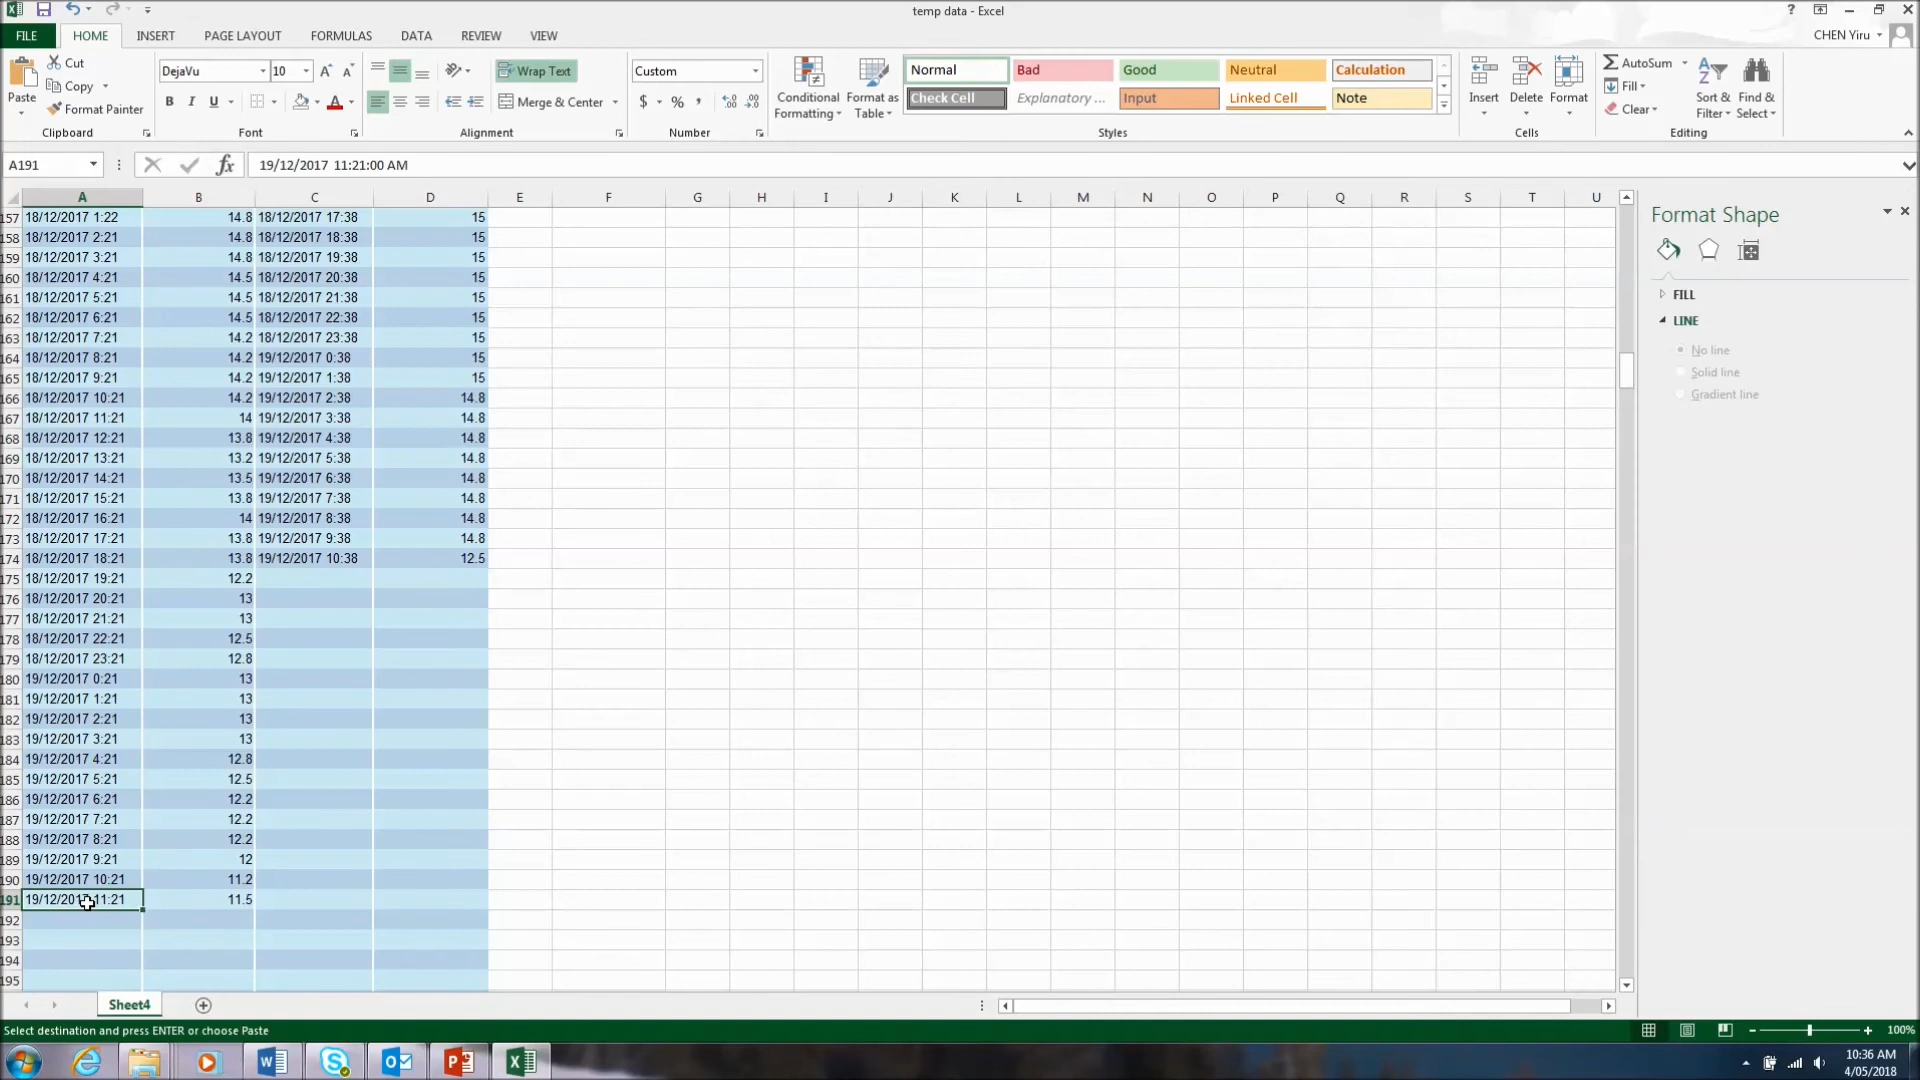 temp data - Excel
?
FILE HOME INSERT PAGE LAYOUT FORMULAS DATA REVIEW VIEW CHEN Yiru
Paste
Cut
Copy
Format Painter
Clipboard
DejaVu 10
B I U
Font
Wrap Text
Merge & Center
Alignment
Custom
$ % ,
Number
Conditional Formatting
Format as Table
Normal Bad Good Neutral Calculation
Check Cell Explanatory ... Input Linked Cell Note
Styles
Insert Delete Format
Cells
AutoSum
Fill
Clear
Sort & Filter
Find & Select
Editing
A191 fx 19/12/2017 11:21:00 AM
A B C D E F G H I J K L M N O P Q R S T U
157 18/12/2017 1:22 14.8 18/12/2017 17:38 15
158 18/12/2017 2:21 14.8 18/12/2017 18:38 15
159 18/12/2017 3:21 14.8 18/12/2017 19:38 15
160 18/12/2017 4:21 14.5 18/12/2017 20:38 15
161 18/12/2017 5:21 14.5 18/12/2017 21:38 15
162 18/12/2017 6:21 14.5 18/12/2017 22:38 15
163 18/12/2017 7:21 14.2 18/12/2017 23:38 15
164 18/12/2017 8:21 14.2 19/12/2017 0:38 15
165 18/12/2017 9:21 14.2 19/12/2017 1:38 15
166 18/12/2017 10:21 14.2 19/12/2017 2:38 14.8
167 18/12/2017 11:21 14 19/12/2017 3:38 14.8
168 18/12/2017 12:21 13.8 19/12/2017 4:38 14.8
169 18/12/2017 13:21 13.2 19/12/2017 5:38 14.8
170 18/12/2017 14:21 13.5 19/12/2017 6:38 14.8
171 18/12/2017 15:21 13.8 19/12/2017 7:38 14.8
172 18/12/2017 16:21 14 19/12/2017 8:38 14.8
173 18/12/2017 17:21 13.8 19/12/2017 9:38 14.8
174 18/12/2017 18:21 13.8 19/12/2017 10:38 12.5
175 18/12/2017 19:21 12.2
176 18/12/2017 20:21 13
177 18/12/2017 21:21 13
178 18/12/2017 22:21 12.5
179 18/12/2017 23:21 12.8
180 19/12/2017 0:21 13
181 19/12/2017 1:21 13
182 19/12/2017 2:21 13
183 19/12/2017 3:21 13
184 19/12/2017 4:21 12.8
185 19/12/2017 5:21 12.5
186 19/12/2017 6:21 12.2
187 19/12/2017 7:21 12.2
188 19/12/2017 8:21 12.2
189 19/12/2017 9:21 12
190 19/12/2017 10:21 11.2
191 19/12/2017 11:21 11.5
192
193
194
195
Format Shape
FILL
LINE
No line
Solid line
Gradient line
Sheet4
Select destination and press ENTER or choose Paste
100%
10:36 AM
4/05/2018